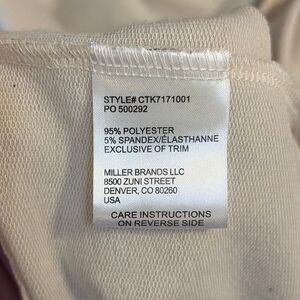 STYLE# CTK7171001
PO 500292
95% POLYESTER
5% SPANDEX/ÉLASTHANNE
EXCLUSIVE OF TRIM
MILLER BRANDS LLC
8500 ZUNI STREET
DENVER, CO 80260
USA
CARE INSTRUCTIONS
ON REVERSE SIDE